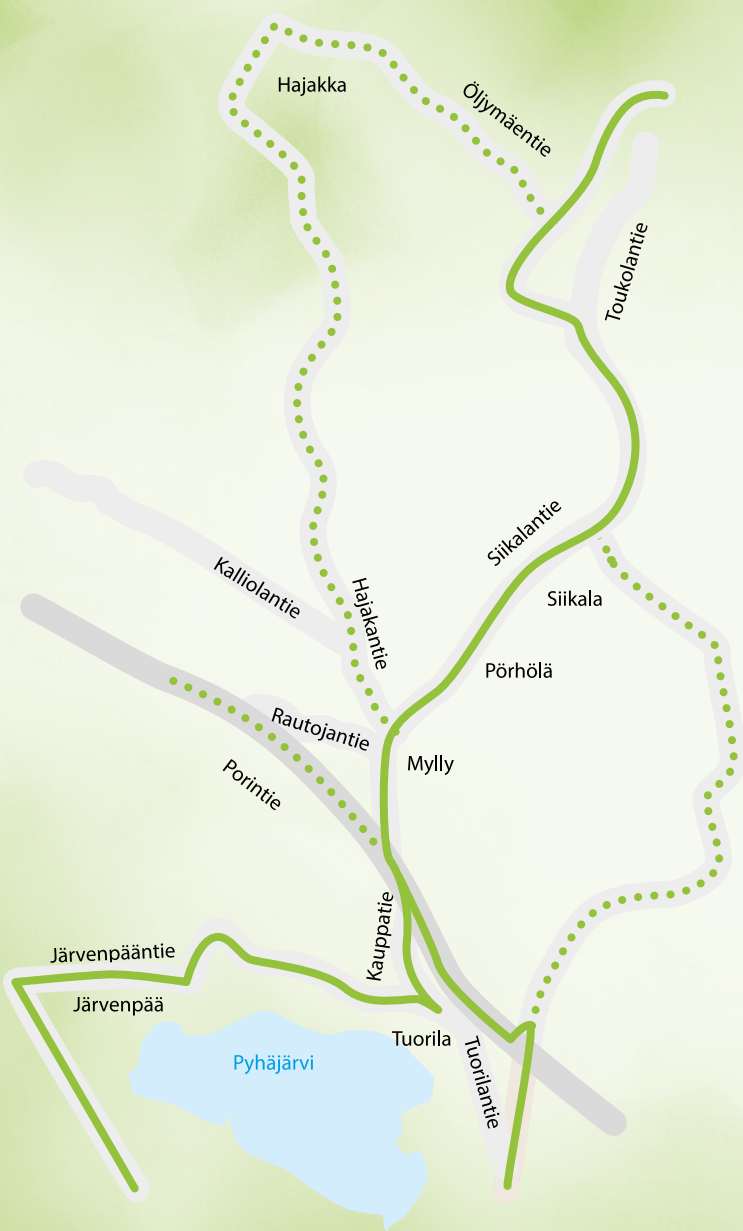 Hajakka
Öljymäentie
Toukolantie
Siikalantie
Kalliolantie
Hajakantie
Siikala
Pörhölä
Rautojantie
Mylly
Porintie
Kauppatie
Järvenpääntie
Järvenpää
Tuorila
Pyhäjärvi
Tuorilantie